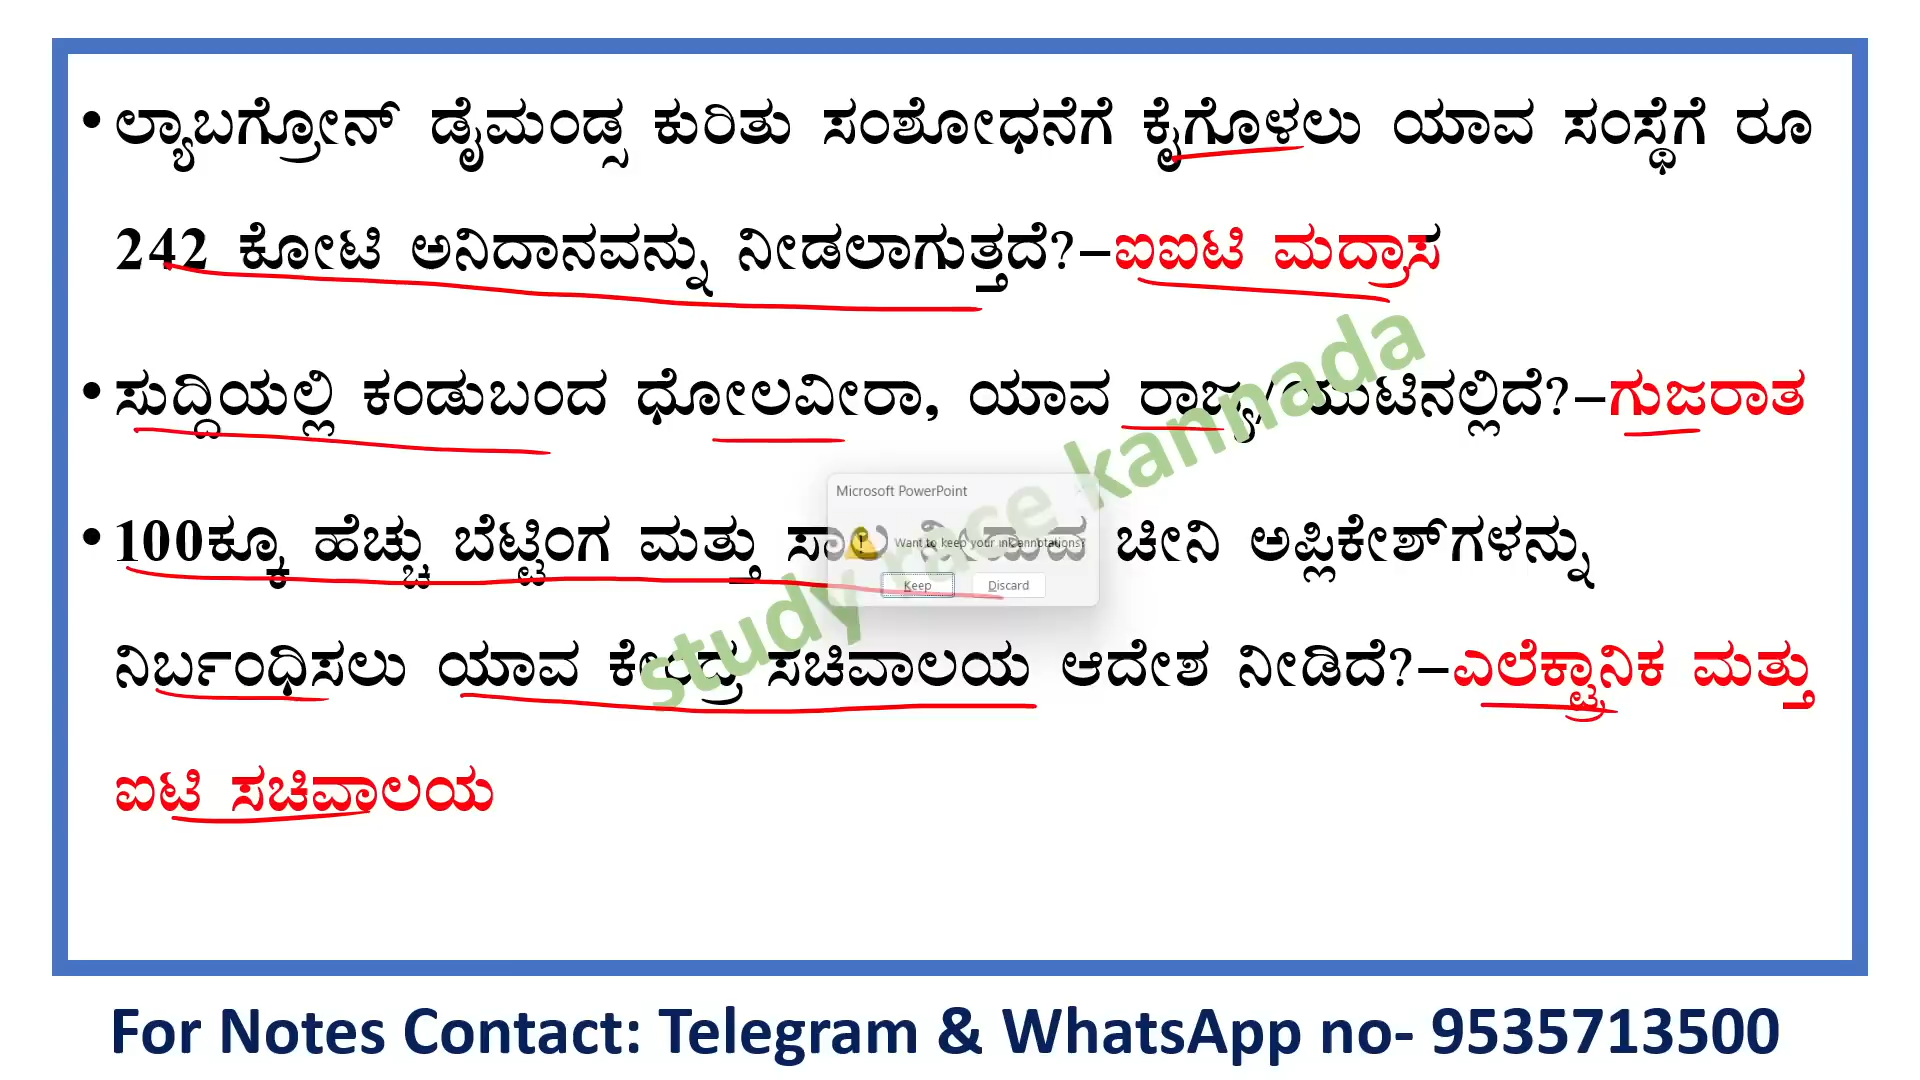 • ಲ್ಯಾಬಗ್ರೋನ್ ಡೈಮಂಡ್ಸ ಕುರಿತು ಸಂಶೋಧನೆಗೆ ಕೈಗೊಳಲು ಯಾವ ಸಂಸ್ಥೆಗೆ ರೂ
242 ಕೋಟಿ ಅನಿದಾನವನ್ನು ನೀಡಲಾಗುತ್ತದೆ?-ಐಐಟಿ ಮದ್ರಾಸ
• ಸುದ್ದಿಯಲ್ಲಿ ಕಂಡುಬಂದ ಧೋಲವೀರಾ, ಯಾವ ರಾಜ್ಯ/ಯುಟಿನಲ್ಲಿದೆ?-ಗುಜರಾತ
• 100ಕ್ಕೂ ಹೆಚ್ಚು ಬೆಟ್ಟಿಂಗ ಮತ್ತು ಸಾಲ ಚೀನಿ ಅಪ್ಲಿಕೇಶ್‌ಗಳನ್ನು
ನಿರ್ಬಂಧಿಸಲು ಯಾವ ಕೇಂದ್ರ ಸಚಿವಾಲಯ ಆದೇಶ ನೀಡಿದೆ?-ಎಲೆಕ್ಟ್ರಾನಿಕ ಮತ್ತು
ಐಟಿ ಸಚಿವಾಲಯ
study race kannada
Microsoft PowerPoint
Want to keep your ink annotations?
Keep Discard
For Notes Contact: Telegram & WhatsApp no- 9535713500